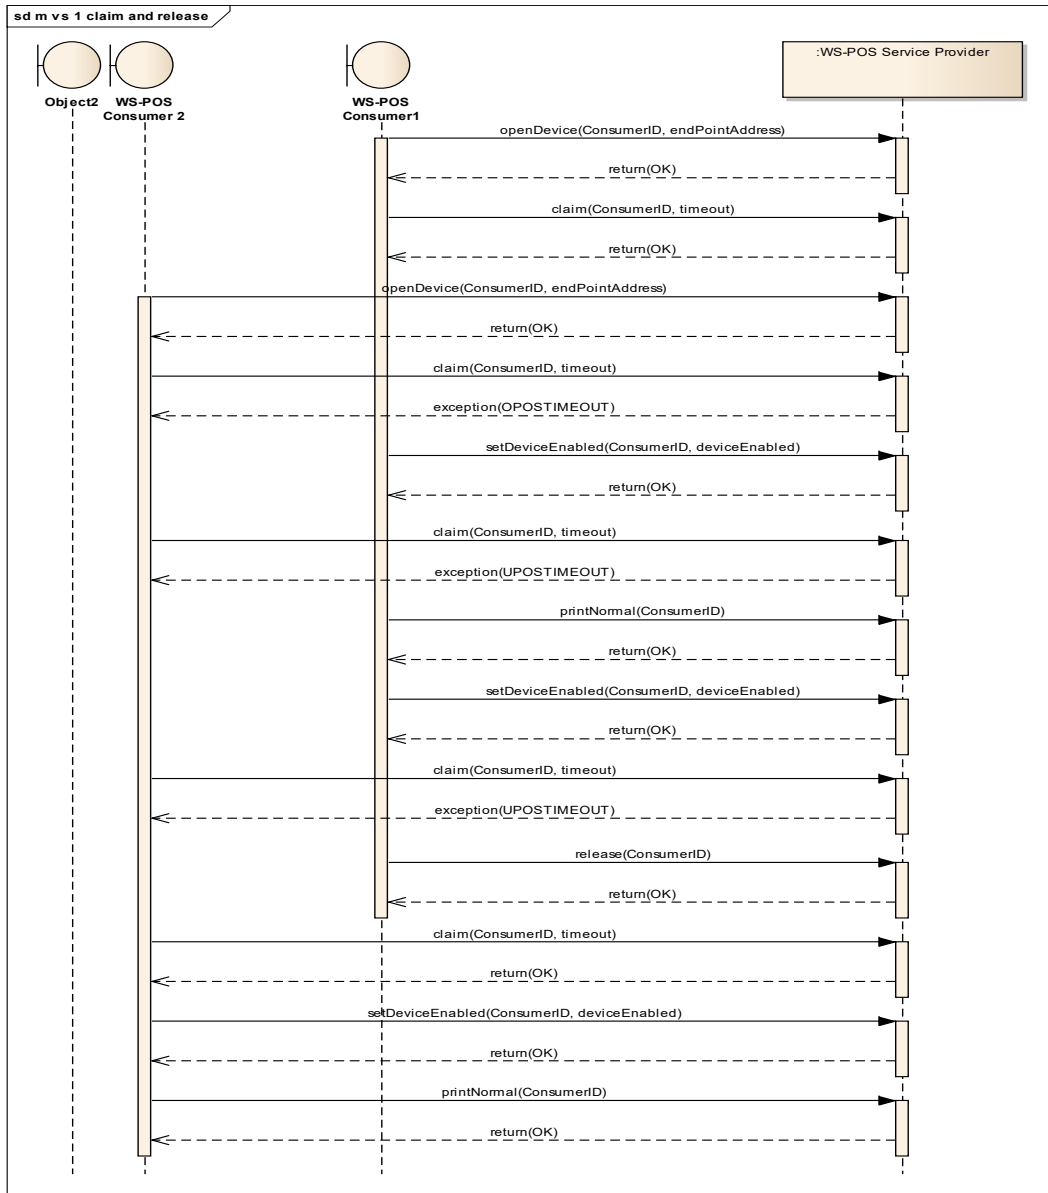 sd m vs 1 claim and release
:WS-POS Service Provider
Object2
WS-POS
Consumer 2
WS-POS
Consumer1
openDevice(ConsumerID, endPointAddress)
return(OK)
claim(ConsumerID, timeout)
return(OK)
openDevice(ConsumerID, endPointAddress)
return(OK)
claim(ConsumerID, timeout)
exception(OPOSTIMEOUT)
setDeviceEnabled(ConsumerID, deviceEnabled)
return(OK)
claim(ConsumerID, timeout)
exception(UPOSTIMEOUT)
printNormal(ConsumerID)
return(OK)
setDeviceEnabled(ConsumerID, deviceEnabled)
return(OK)
claim(ConsumerID, timeout)
exception(UPOSTIMEOUT)
release(ConsumerID)
return(OK)
claim(ConsumerID, timeout)
return(OK)
setDeviceEnabled(ConsumerID, deviceEnabled)
return(OK)
printNormal(ConsumerID)
return(OK)